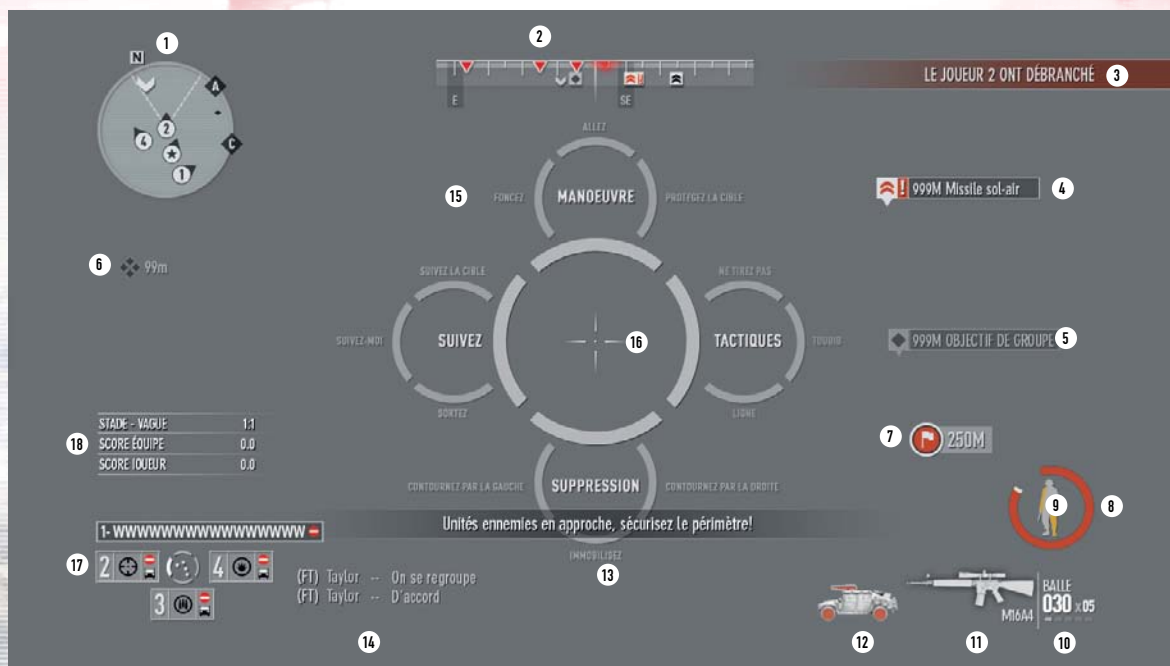 1
2
N
A
2
4
C
1
E
SE
LE JOUEUR 2 ONT DÉBRANCHÉ
3
ALLEZ
15
FONCEZ
MANOEUVRE
PROTEGEZ LA CIBLE
999M Missile sol-air
4
6
99m
SUIVEZ LA CIBLE
NE TIREZ PAS
SUIVEZ-MOI
SUIVEZ
16
TACTIQUES
999M OBJECTIF DE GROUPE
5
SORTEZ
LIGNE
STADE - VAGUE 1:1
18
SCORE ÉQUIPE 0.0
SCORE JOUEUR 0.0
7
250M
CONTOURNEZ PAR LA GAUCHE
SUPPRESSION
CONTOURNEZ PAR LA DROITE
9
8
1- WWWWWWWWWWWWWWWWW
Unités ennemies en approche, sécurisez le périmètre!
IMMOBILISEZ
13
17
2
4
3
(FT) Taylor -- On se regroupe
(FT) Taylor -- D'accord
14
12
M16A4
11
BALLE
030 x 05
10